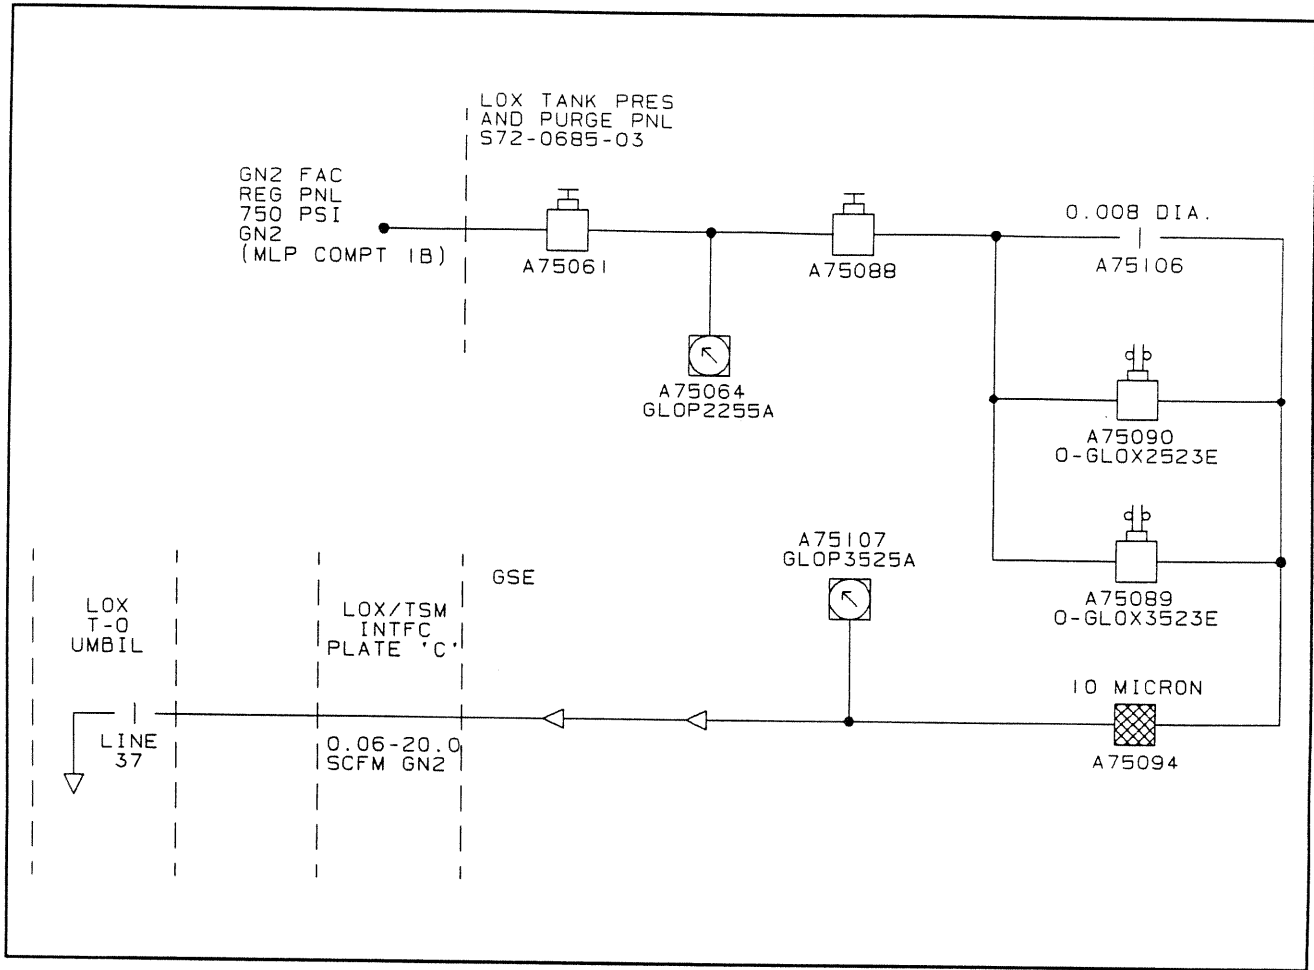 LOX TANK PRES
AND PURGE PNL
S72-0685-03
GN2 FAC
REG PNL
750 PSI
GN2
(MLP COMPT 1B)
A75061
A75088
0.008 DIA.
A75106
A75064
GLOP2255A
A75090
O-GLOX2523E
A75107
GLOP3525A
A75089
O-GLOX3523E
GSE
LOX
T-O
UMBIL
LOX/TSM
INTFC
PLATE 'C'
10 MICRON
A75094
LINE
37
0.06-20.0
SCFM GN2